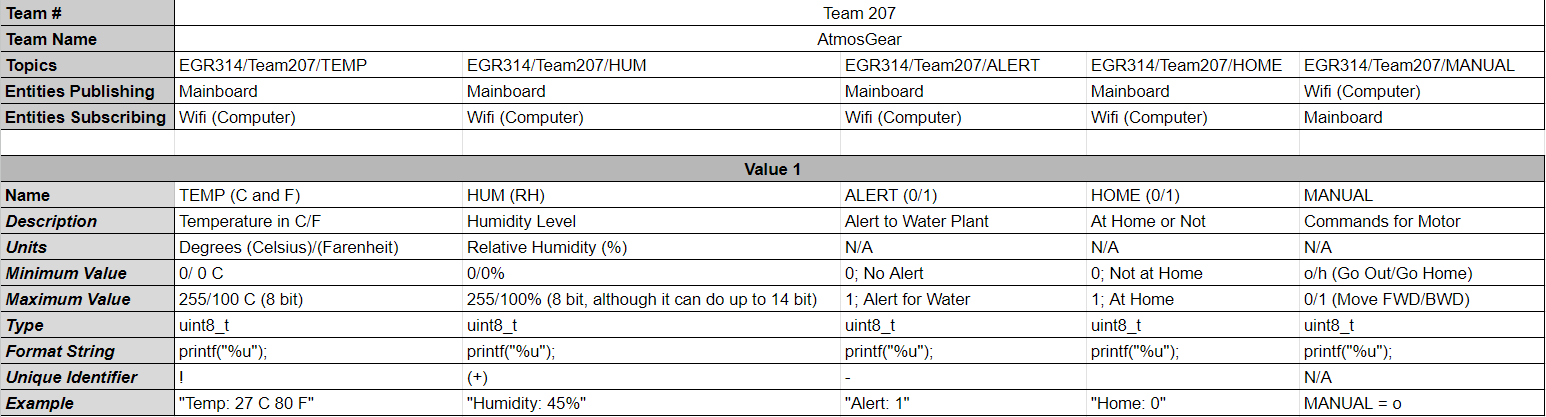 Team # Team 207
Team Name AtmosGear
Topics EGR314/Team207/TEMP EGR314/Team207/HUM EGR314/Team207/ALERT EGR314/Team207/HOME EGR314/Team207/MANUAL
Entities Publishing Mainboard Mainboard Mainboard Mainboard Wifi (Computer)
Entities Subscribing Wifi (Computer) Wifi (Computer) Wifi (Computer) Wifi (Computer) Mainboard
Value 1
Name TEMP (C and F) HUM (RH) ALERT (0/1) HOME (0/1) MANUAL
Description Temperature in C/F Humidity Level Alert to Water Plant At Home or Not Commands for Motor
Units Degrees (Celsius)/(Farenheit) Relative Humidity (%) N/A N/A N/A
Minimum Value 0/ 0 C 0/0% 0; No Alert 0; Not at Home o/h (Go Out/Go Home)
Maximum Value 255/100 C (8 bit) 255/100% (8 bit, although it can do up to 14 bit) 1; Alert for Water 1; At Home 0/1 (Move FWD/BWD)
Type uint8_t uint8_t uint8_t uint8_t uint8_t
Format String printf("%u"); printf("%u"); printf("%u"); printf("%u"); printf("%u");
Unique Identifier ! (+) - N/A
Example "Temp: 27 C 80 F" "Humidity: 45%" "Alert: 1" "Home: 0" MANUAL = o